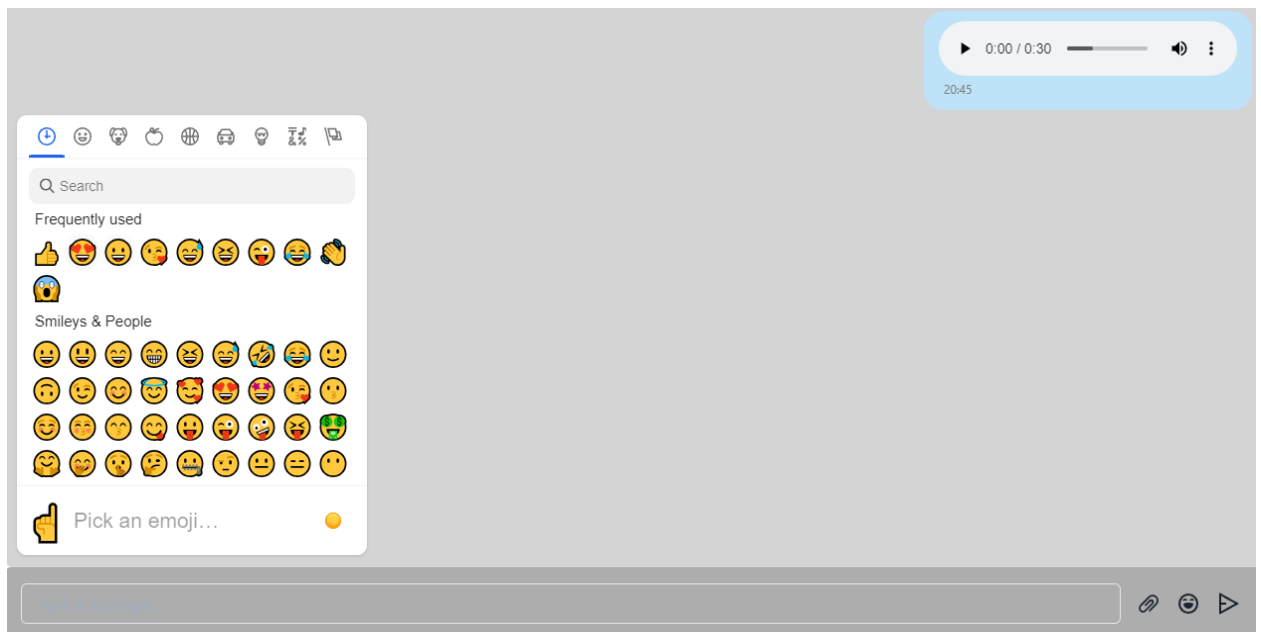 0:00 / 0:30
20:45
Search
Frequently used
Smileys & People
Pick an emoji…